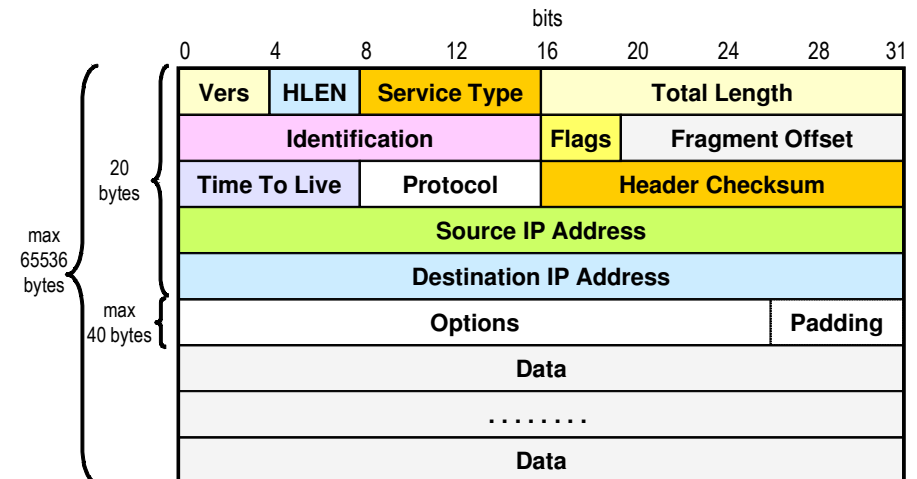 bits
0 4 8 12 16 20 24 28 31
Vers HLEN Service Type Total Length
Identification Flags Fragment Offset
20
bytes
Time To Live Protocol Header Checksum
Source IP Address
max
65536
bytes
Destination IP Address
max
40 bytes
Options Padding
Data
........
Data